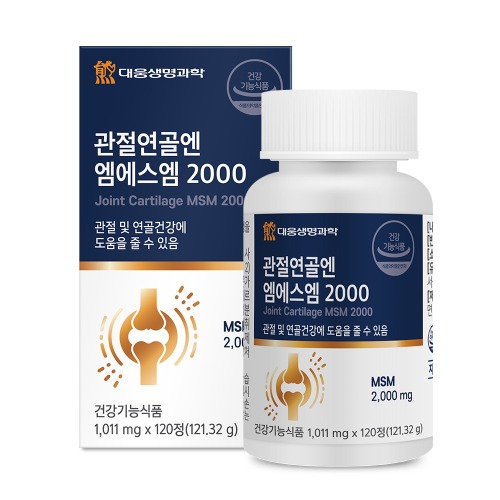 대웅생명과학
건강
기능식품
관절연골엔
엠에스엠 2000
Joint Cartilage MSM 200
관절 및 연골건강에
도움을 줄 수 있음
MSM
2,00
건강기능식품
1,011 mg x 120정(121.32 g)
대웅생명과학
건강
기능식품
관절연골엔
엠에스엠 2000
Joint Cartilage MSM 2000
관절 및 연골건강에 도움을 줄 수 있음
MSM
2,000 mg
건강기능식품 1,011 mg x 120정(121.32 g)